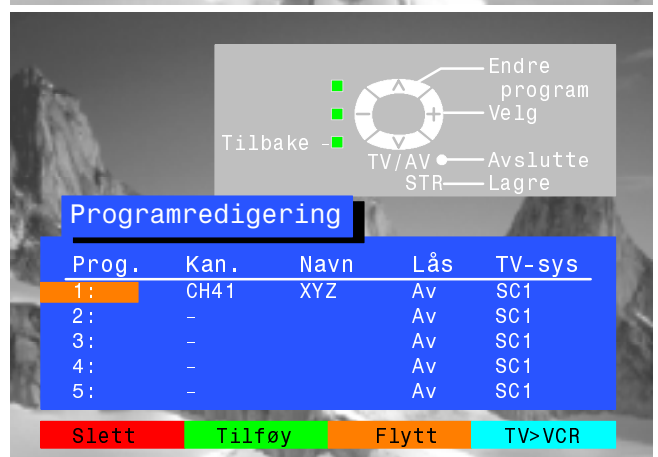 Endre
program
Velg
Tilbake
TV/AV Avslutte
STR Lagre
Programredigering
Prog. Kan. Navn Lås TV-sys
1: CH41 XYZ Av SC1
2: - Av SC1
3: - Av SC1
4: - Av SC1
5: - Av SC1
Slett Tilføy Flytt TV>VCR